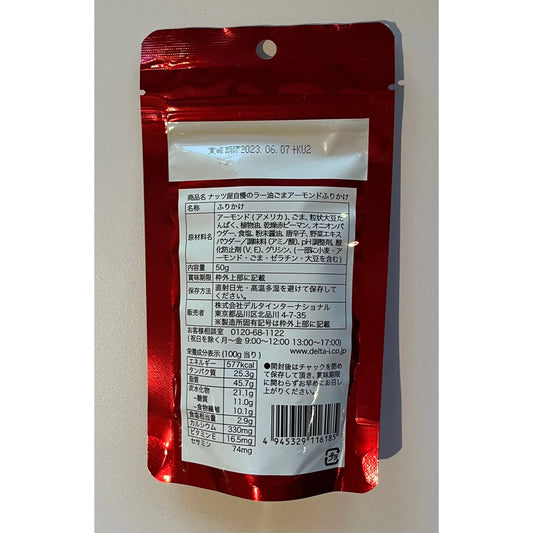 賞味期限2023.06.07+KU2
商品名 ナッツ屋自慢のラー油ごまアーモンドふりかけ
名称 ふりかけ
原材料名 アーモンド(アメリカ)、ごま、粒状大豆た
んぱく、植物油、乾燥赤ピーマン、オニオンパ
ウダー、食塩、粉末醤油、唐辛子、野菜エキス
パウダー／調味料(アミノ酸)、pH調整剤、酸
化防止剤(V.E)、グリシン、(一部に小麦・アー
モンド・ごま・ゼラチン・大豆を含む)
内容量 50g
賞味期限 枠外上部に記載
保存方法 直射日光・高温多湿を避けて保存して
ください。
販売者 株式会社デルタインターナショナル
東京都品川区北品川 4-7-35
※製造所固有記号は枠外上部に記載
お客様相談室 0120-68-1122
(祝日を除く月〜金 9:00〜12:00 13:00〜17:00)
www.delta-i.co.jp
栄養成分表示 (100g 当り)
エネルギー 577kcal
タンパク質 25.3g
脂質 45.7g
炭水化物 21.1g
-糖質 11.0g
-食物繊維 10.1g
食塩相当量 2.9g
カルシウム 330mg
ビタミン E 16.5mg
セサミン 74mg
●開封後はチャックを閉め
て保存して頂き、賞味期限
に関わらずお早めにお召し
上がりください。
4 945329 116185
プラ